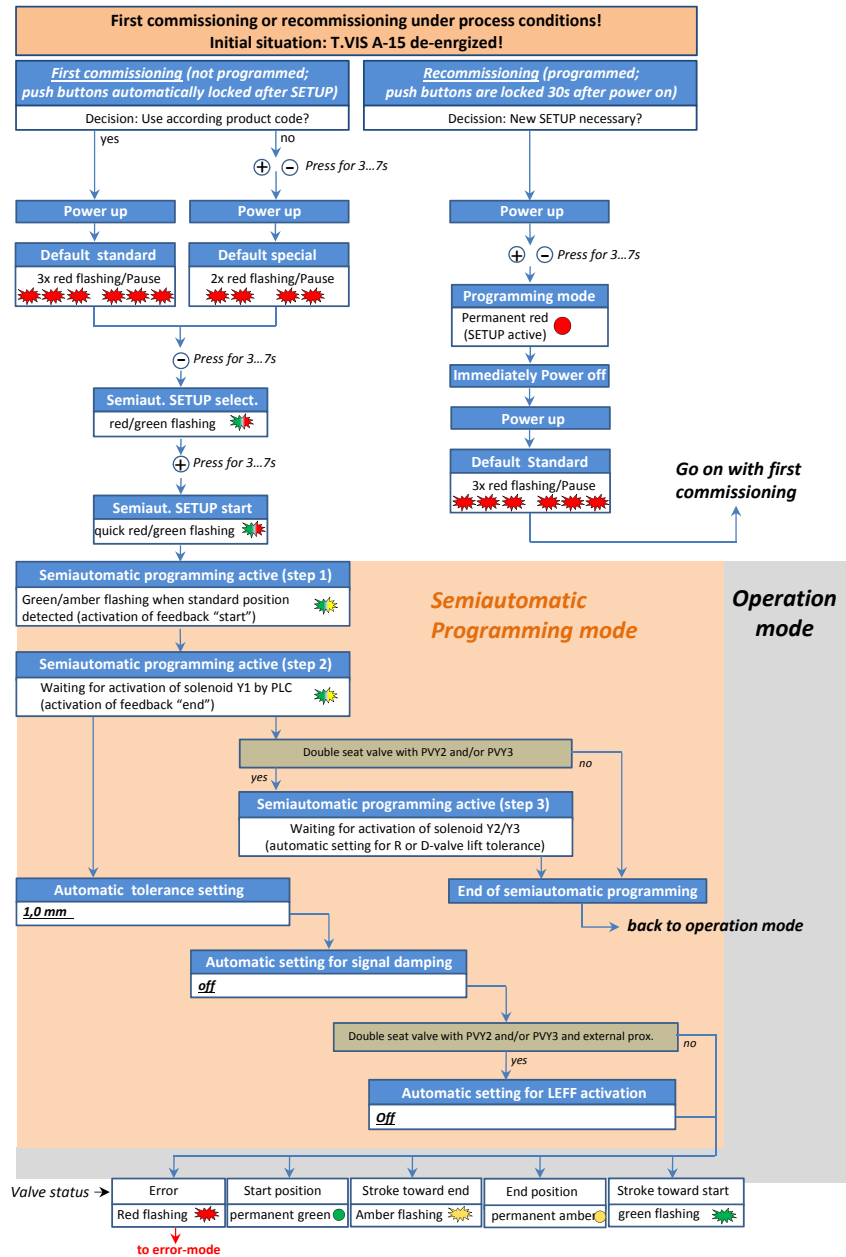 First commissioning or recommissioning under process conditions!
Initial situation: T.VIS A-15 de-enrgized!
First commissioning (not programmed;
push buttons automatically locked after SETUP)
Decision: Use according product code?
yes
no
+ - Press for 3...7s
Power up
Power up
Default standard
3x red flashing/Pause
Default special
2x red flashing/Pause
- Press for 3...7s
Semiaut. SETUP select.
red/green flashing
+ Press for 3...7s
Semiaut. SETUP start
quick red/green flashing
Recommissioning (programmed;
push buttons are locked 30s after power on)
Decission: New SETUP necessary?
Power up
+ - Press for 3...7s
Programming mode
Permanent red
(SETUP active)
Immediately Power off
Power up
Default Standard
3x red flashing/Pause
Go on with first
commissioning
Semiautomatic programming active (step 1)
Green/amber flashing when standard position
detected (activation of feedback “start”)
Semiautomatic
Programming mode
Operation
mode
Semiautomatic programming active (step 2)
Waiting for activation of solenoid Y1 by PLC
(activation of feedback “end”)
Double seat valve with PVY2 and/or PVY3
no
yes
Semiautomatic programming active (step 3)
Waiting for activation of solenoid Y2/Y3
(automatic setting for R or D-valve lift tolerance)
Automatic tolerance setting
1,0 mm
End of semiautomatic programming
back to operation mode
Automatic setting for signal damping
off
Double seat valve with PVY2 and/or PVY3 and external prox.
no
yes
Automatic setting for LEFF activation
Off
Valve status
Error
Red flashing
Start position
permanent green
Stroke toward end
Amber flashing
End position
permanent amber
Stroke toward start
green flashing
to error-mode